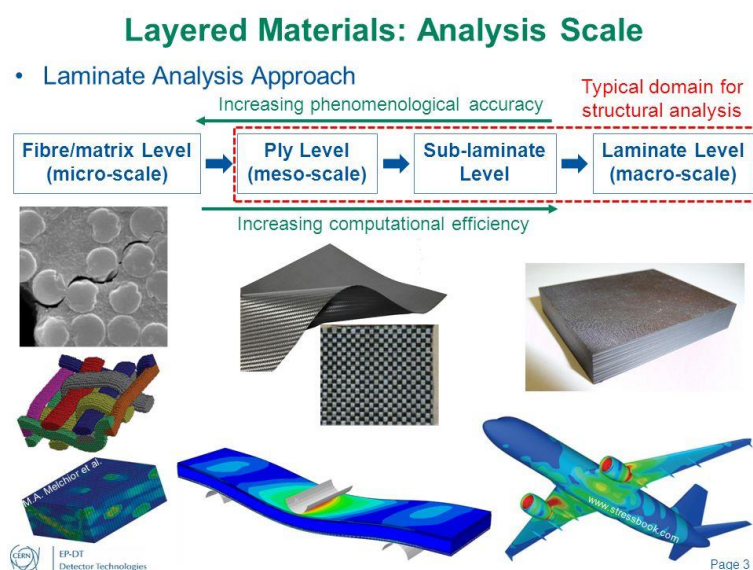 Layered Materials: Analysis Scale
• Laminate Analysis Approach
Typical domain for
structural analysis
Increasing phenomenological accuracy
Fibre/matrix Level
(micro-scale)
Ply Level
(meso-scale)
Sub-laminate
Level
Laminate Level
(macro-scale)
Increasing computational efficiency
M.A. Melchior et al.
www.stressbook.com
CERN
EP-DT
Detector Technologies
Page 3